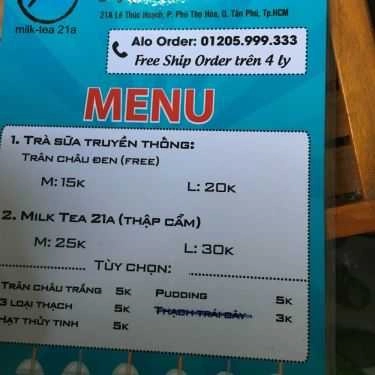 milk-tea 21a
21A Lê Thúc Hoạch, P. Phú Thọ Hòa, Q. Tân Phú, Tp.HCM
Alo Order: 01205.999.333
Free Ship Order trên 4 ly
MENU
1. Trà sữa truyền thống:
Trân châu đen (free)
M: 15K L: 20K
2. Milk Tea 21a (thập cẩm)
M: 25K L: 30K
Tùy chọn:
Trân châu trắng 5K Pudding 5K
3 loại thạch 5K Thạch trái cây 3K
Hạt thủy tinh 5K